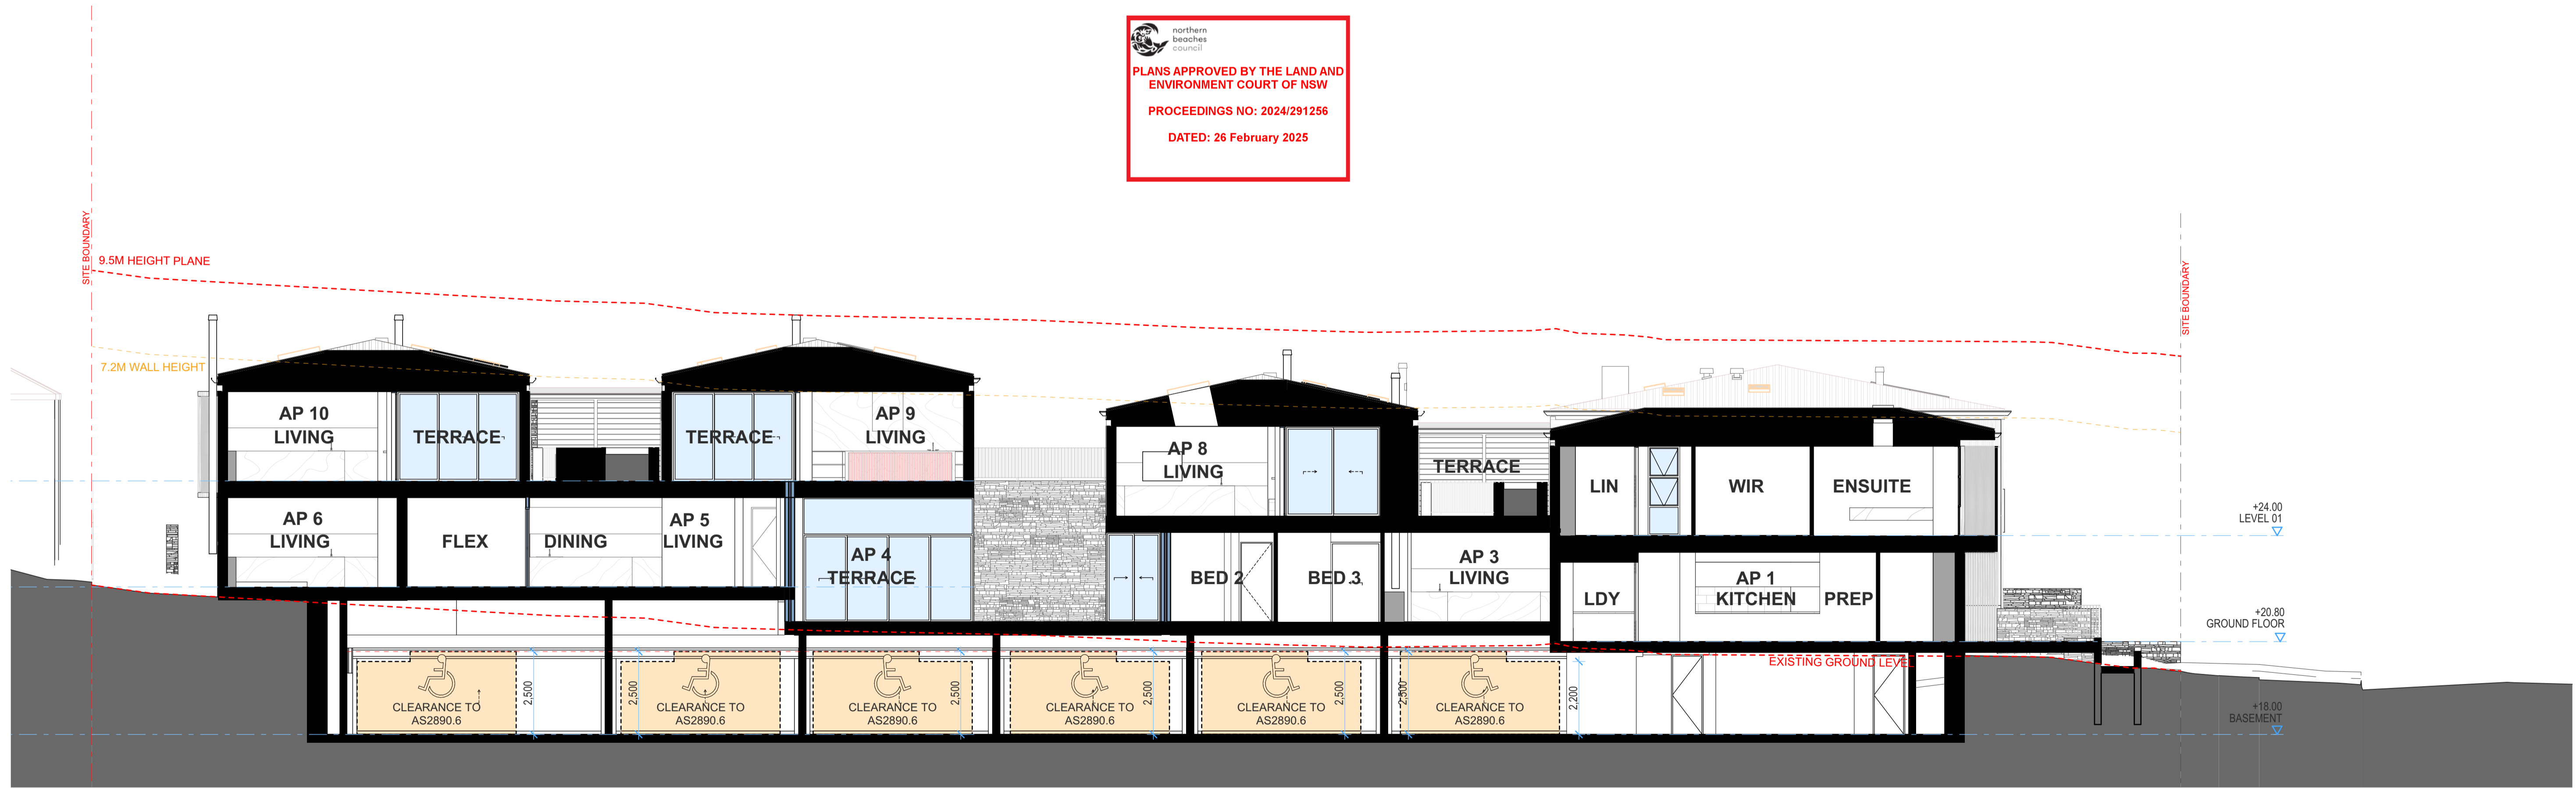 northern
beaches
council
PLANS APPROVED BY THE LAND AND
ENVIRONMENT COURT OF NSW
PROCEEDINGS NO: 2024/291256
DATED: 26 February 2025
SITE BOUNDARY
9.5M HEIGHT PLANE
SITE BOUNDARY
7.2M WALL HEIGHT
AP 10
LIVING
TERRACE
TERRACE
AP 9
LIVING
AP 8
LIVING
TERRACE
LIN
WIR
ENSUITE
+24.00
LEVEL 01
AP 6
LIVING
FLEX
DINING
AP 5
LIVING
AP 4
TERRACE
BED 2
BED 3
AP 3
LIVING
LDY
AP 1
KITCHEN
PREP
+20.80
GROUND FLOOR
EXISTING GROUND LEVEL
CLEARANCE TO
AS2890.6
2,500
2,500
CLEARANCE TO
AS2890.6
CLEARANCE TO
AS2890.6
2,500
CLEARANCE TO
AS2890.6
2,500
CLEARANCE TO
AS2890.6
2,500
2,500
CLEARANCE TO
AS2890.6
2,200
+18.00
BASEMENT